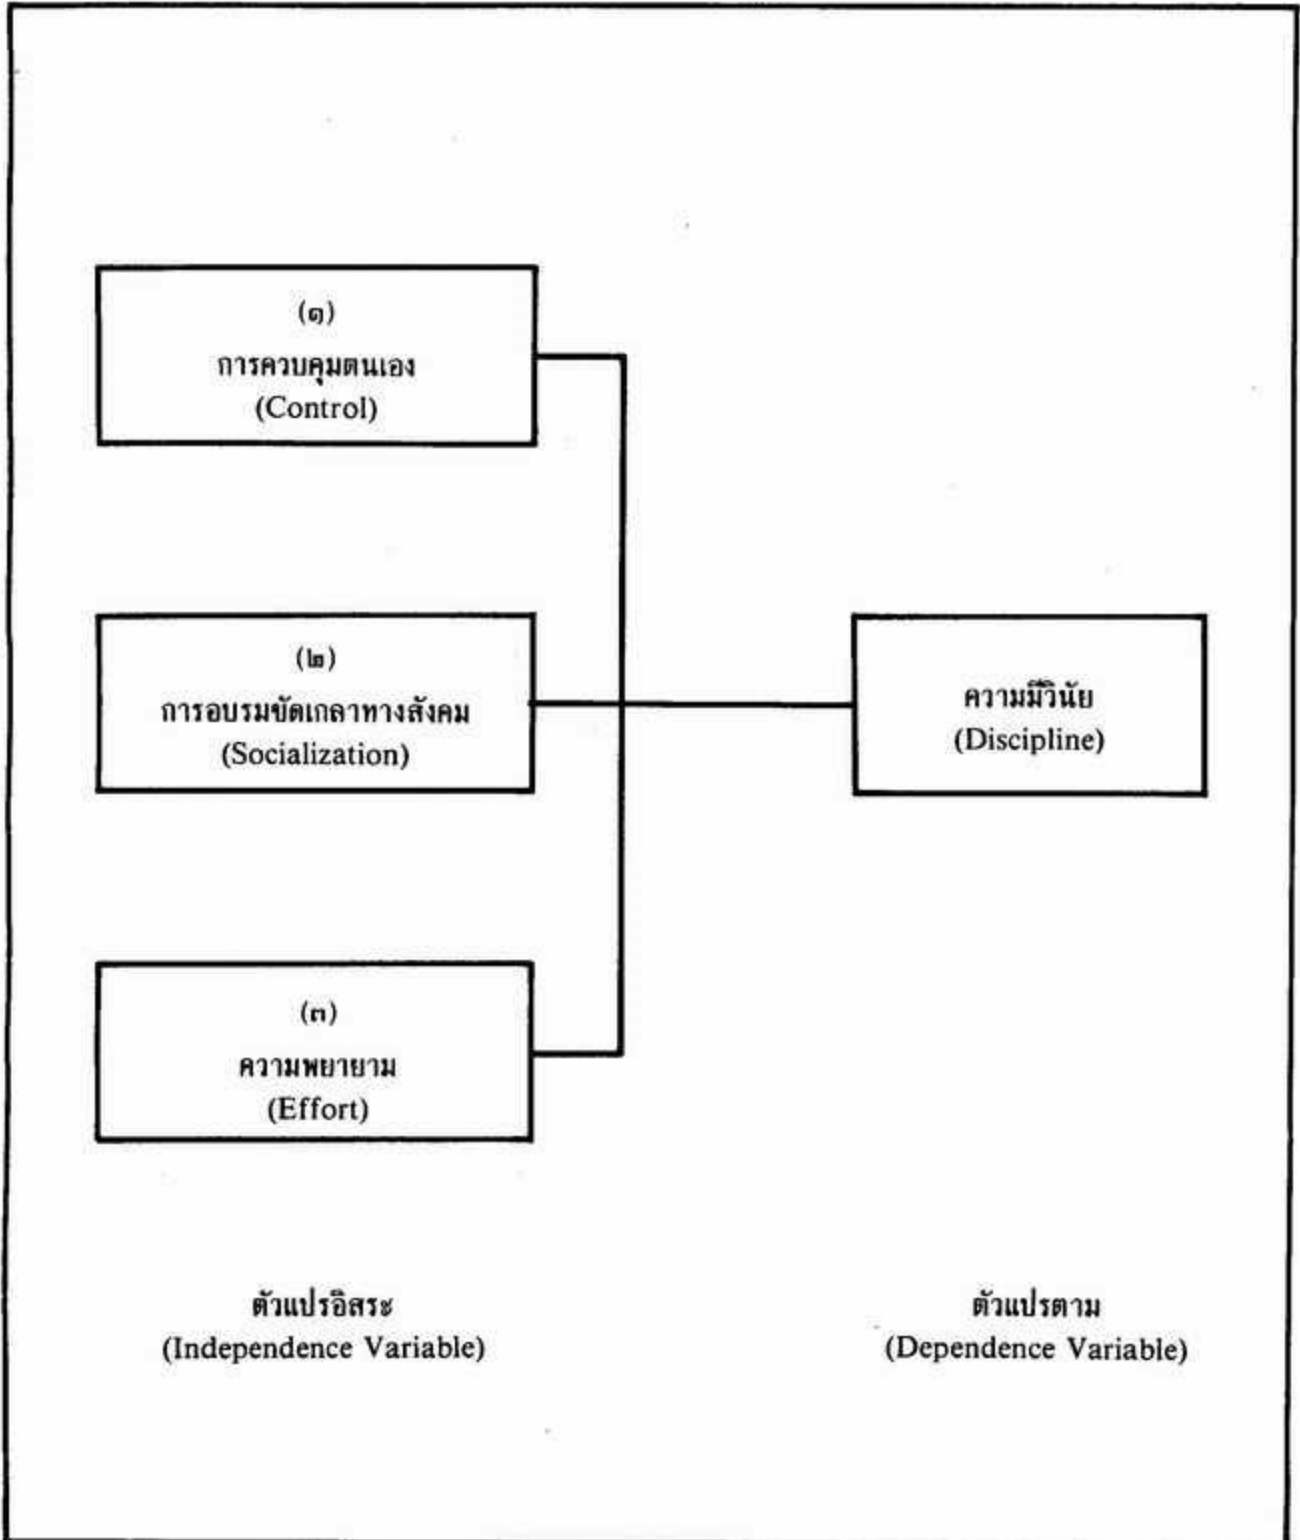 (๑)
การควบคุมตนเอง
(Control)
(๒)
การอบรมขัดเกลาทางสังคม
(Socialization)
ความมีวินัย
(Discipline)
(๓)
ความพยายาม
(Effort)
ตัวแปรอิสระ
(Independence Variable)
ตัวแปรตาม
(Dependence Variable)